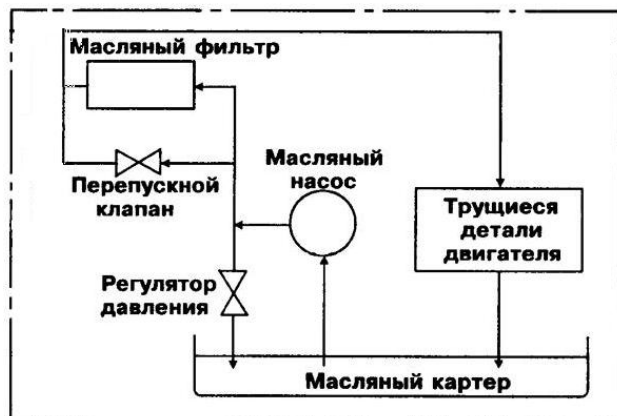 Масляный фильтр
Масляный
насос
Перепускной
клапан
Трущиеся
детали
двигателя
Регулятор
давления
Масляный картер